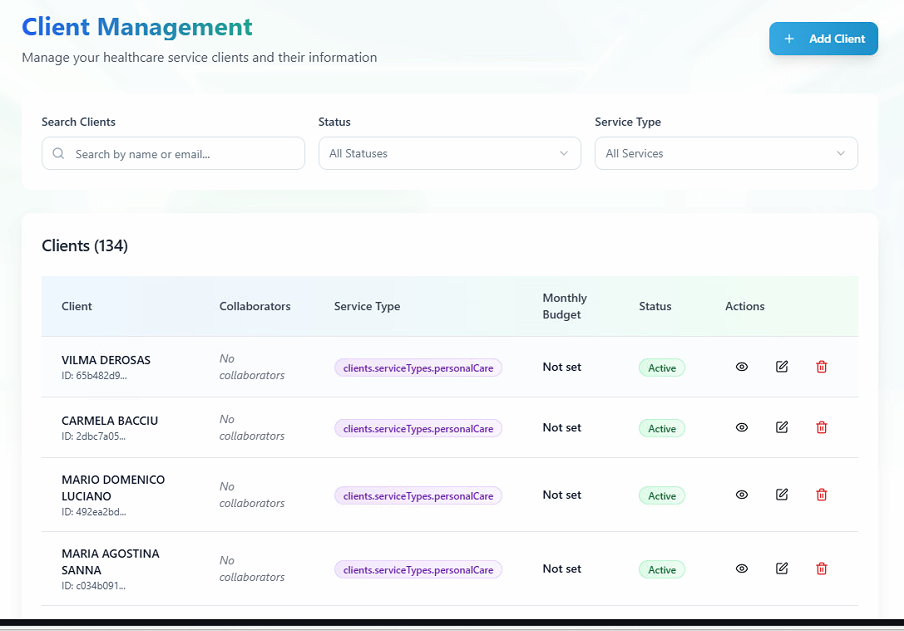 Client Management
Manage your healthcare service clients and their information
+ Add Client
Search Clients
Status
Service Type
Search by name or email...
All Statuses
All Services
Clients (134)
Client
Collaborators
Service Type
Monthly
Budget
Status
Actions
VILMA DEROSAS
ID: 65b482d9...
No
collaborators
clients.serviceTypes.personalCare
Not set
Active
CARMELA BACCIU
ID: 2dbc7a05...
No
collaborators
clients.serviceTypes.personalCare
Not set
Active
MARIO DOMENICO
LUCIANO
ID: 492ea2bd...
No
collaborators
clients.serviceTypes.personalCare
Not set
Active
MARIA AGOSTINA
SANNA
ID: c034b091...
No
collaborators
clients.serviceTypes.personalCare
Not set
Active